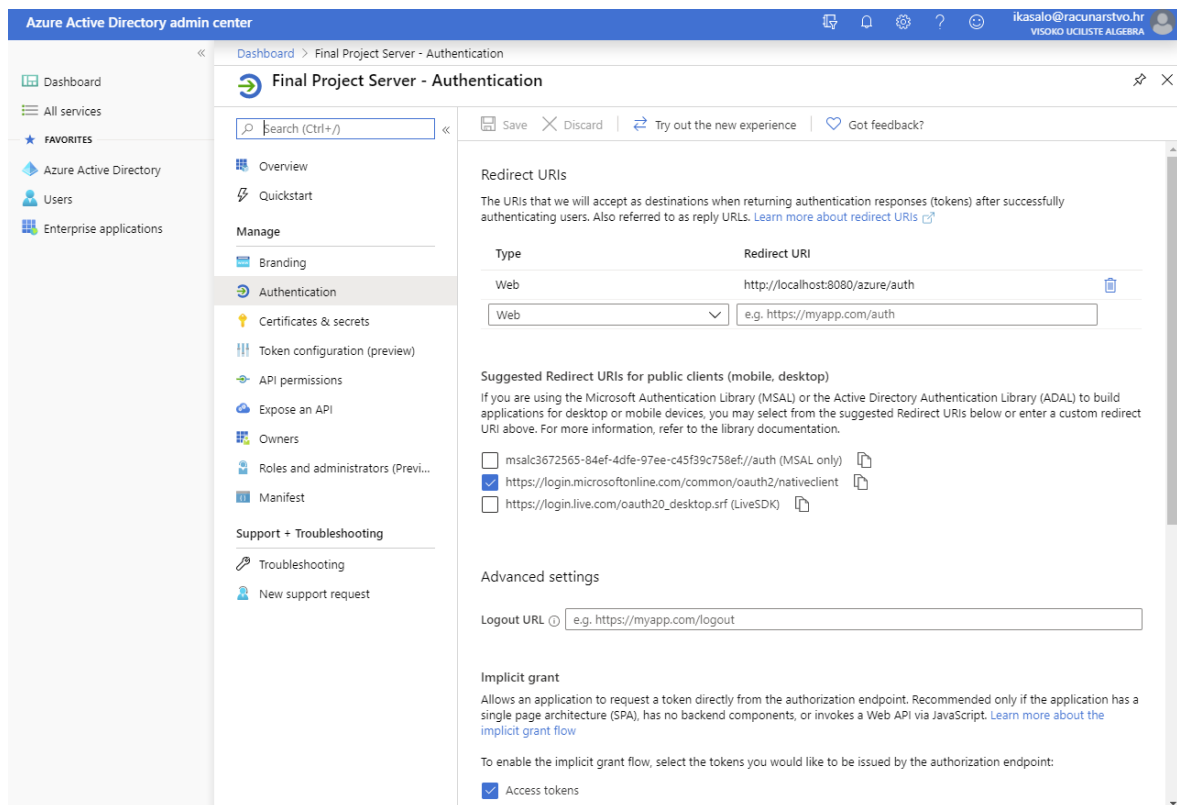 Azure Active Directory admin center
ikasalo@racunarstvo.hr
VISOKO UCILISTE ALGEBRA
Dashboard
All services
FAVORITES
Azure Active Directory
Users
Enterprise applications
Dashboard > Final Project Server - Authentication
Final Project Server - Authentication
Search (Ctrl+/)
Overview
Quickstart
Manage
Branding
Authentication
Certificates & secrets
Token configuration (preview)
API permissions
Expose an API
Owners
Roles and administrators (Previ...
Manifest
Support + Troubleshooting
Troubleshooting
New support request
Save Discard Try out the new experience Got feedback?
Redirect URIs
The URIs that we will accept as destinations when returning authentication responses (tokens) after successfully
authenticating users. Also referred to as reply URLs. Learn more about redirect URIs
Type Redirect URI
Web http://localhost:8080/azure/auth
Web e.g. https://myapp.com/auth
Suggested Redirect URIs for public clients (mobile, desktop)
If you are using the Microsoft Authentication Library (MSAL) or the Active Directory Authentication Library (ADAL) to build
applications for desktop or mobile devices, you may select from the suggested Redirect URIs below or enter a custom redirect
URI above. For more information, refer to the library documentation.
msalc3672565-84ef-4dfe-97ee-c45f39c758ef://auth (MSAL only)
https://login.microsoftonline.com/common/oauth2/nativeclient
https://login.live.com/oauth20_desktop.srf (LiveSDK)
Advanced settings
Logout URL e.g. https://myapp.com/logout
Implicit grant
Allows an application to request a token directly from the authorization endpoint. Recommended only if the application has a
single page architecture (SPA), has no backend components, or invokes a Web API via JavaScript. Learn more about the
implicit grant flow
To enable the implicit grant flow, select the tokens you would like to be issued by the authorization endpoint:
Access tokens